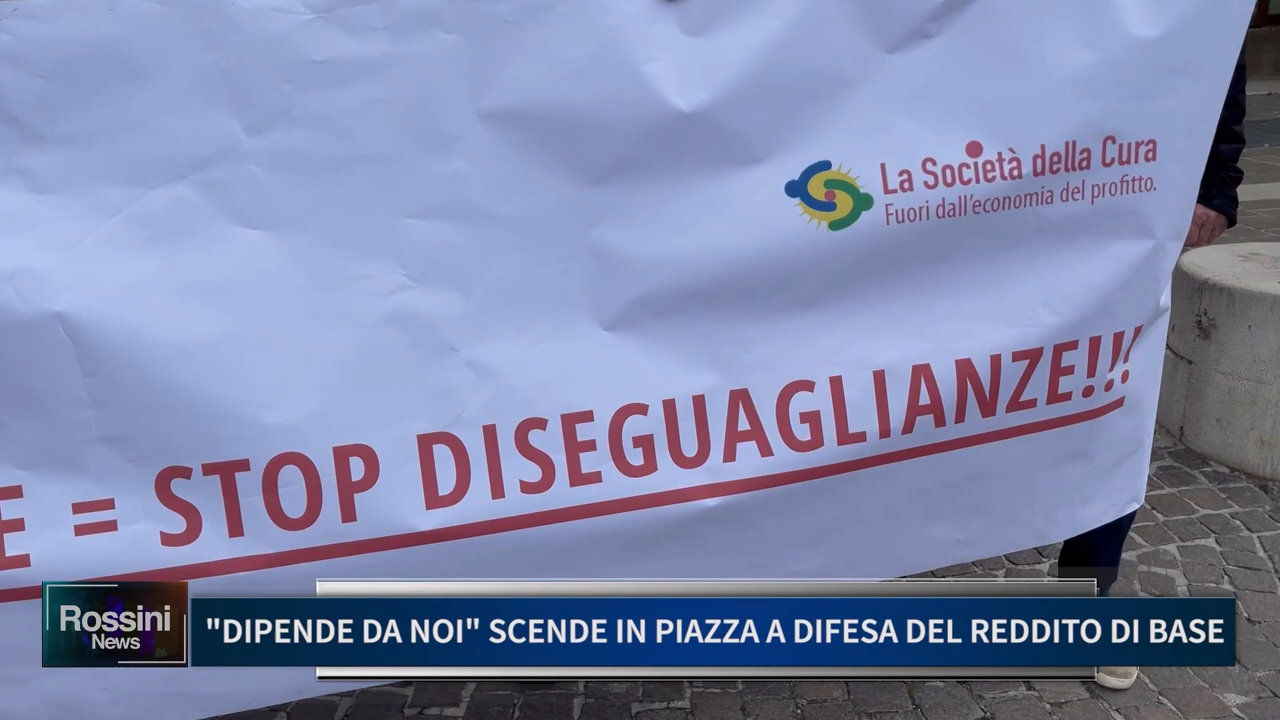 La Società della Cura
Fuori dall'economia del profitto.
E = STOP DISEGUAGLIANZE!!!
Rossini
News
"DIPENDE DA NOI" SCENDE IN PIAZZA A DIFESA DEL REDDITO DI BASE